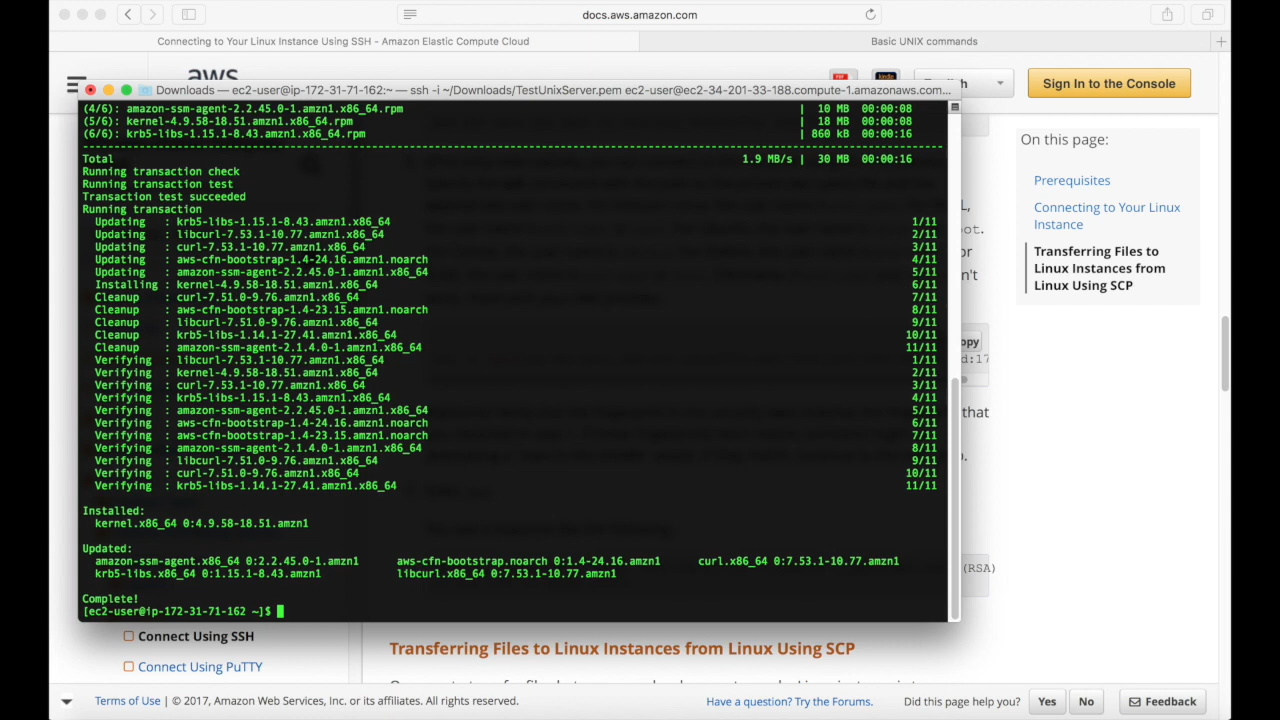 docs.aws.amazon.com
Connecting to Your Linux Instance Using SSH - Amazon Elastic Compute Cloud
Basic UNIX commands
aws
English
Sign In to the Console
Downloads — ec2-user@ip-172-31-71-162:~ — ssh -i ~/Downloads/TestUnixServer.pem ec2-user@ec2-34-201-33-188.compute-1.amazonaws.com...
(4/6): amazon-ssm-agent-2.2.45.0-1.amzn1.x86_64.rpm | 10 MB 00:00:08
(5/6): kernel-4.9.58-18.51.amzn1.x86_64.rpm | 18 MB 00:00:08
(6/6): krb5-libs-1.15.1-8.43.amzn1.x86_64.rpm | 860 kB 00:00:16
Total 1.9 MB/s | 30 MB 00:00:16
Running transaction check
Running transaction test
Transaction test succeeded
Running transaction
Updating : krb5-libs-1.15.1-8.43.amzn1.x86_64 1/11
Updating : libcurl-7.53.1-10.77.amzn1.x86_64 2/11
Updating : curl-7.53.1-10.77.amzn1.x86_64 3/11
Updating : aws-cfn-bootstrap-1.4-24.16.amzn1.noarch 4/11
Updating : amazon-ssm-agent-2.2.45.0-1.amzn1.x86_64 5/11
Installing : kernel-4.9.58-18.51.amzn1.x86_64 6/11
Cleanup : curl-7.51.0-9.76.amzn1.x86_64 7/11
Cleanup : aws-cfn-bootstrap-1.4-23.15.amzn1.noarch 8/11
Cleanup : libcurl-7.51.0-9.76.amzn1.x86_64 9/11
Cleanup : krb5-libs-1.14.1-27.41.amzn1.x86_64 10/11
Cleanup : amazon-ssm-agent-2.1.4.0-1.amzn1.x86_64 11/11
Verifying : libcurl-7.53.1-10.77.amzn1.x86_64 1/11
Verifying : kernel-4.9.58-18.51.amzn1.x86_64 2/11
Verifying : curl-7.53.1-10.77.amzn1.x86_64 3/11
Verifying : krb5-libs-1.15.1-8.43.amzn1.x86_64 4/11
Verifying : amazon-ssm-agent-2.2.45.0-1.amzn1.x86_64 5/11
Verifying : aws-cfn-bootstrap-1.4-24.16.amzn1.noarch 6/11
Verifying : aws-cfn-bootstrap-1.4-23.15.amzn1.noarch 7/11
Verifying : amazon-ssm-agent-2.1.4.0-1.amzn1.x86_64 8/11
Verifying : libcurl-7.51.0-9.76.amzn1.x86_64 9/11
Verifying : curl-7.51.0-9.76.amzn1.x86_64 10/11
Verifying : krb5-libs-1.14.1-27.41.amzn1.x86_64 11/11
Installed:
kernel.x86_64 0:4.9.58-18.51.amzn1
Updated:
amazon-ssm-agent.x86_64 0:2.2.45.0-1.amzn1 aws-cfn-bootstrap.noarch 0:1.4-24.16.amzn1 curl.x86_64 0:7.53.1-10.77.amzn1
krb5-libs.x86_64 0:1.15.1-8.43.amzn1 libcurl.x86_64 0:7.53.1-10.77.amzn1
Complete!
[ec2-user@ip-172-31-71-162 ~]$
On this page:
Prerequisites
Connecting to Your Linux
Instance
Transferring Files to
Linux Instances from
Linux Using SCP
that
(RSA)
Connect Using SSH
Connect Using PuTTY
Transferring Files to Linux Instances from Linux Using SCP
Terms of Use | © 2017, Amazon Web Services, Inc. or its affiliates. All rights reserved.
Have a question? Try the Forums.
Did this page help you?
Yes
No
Feedback